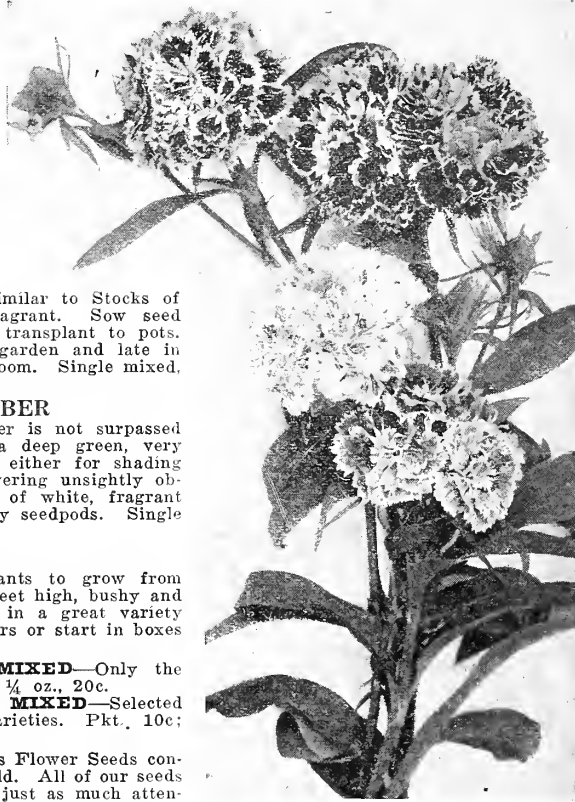 imilar to Stocks of
agrant. Sow seed
transplant to pots.
garden and late in
oom. Single mixed,
BER
er is not surpassed
a deep green, very
either for shading
vering unsightly ob-
of white, fragrant
y seedpods. Single
ants to grow from
eet high, bushy and
in a great variety
rs or start in boxes
MIXED—Only the
¼ oz., 20c.
MIXED—Selected
arieties. Pkt. 10c;
s Flower Seeds con-
ld. All of our seeds
just as much atten-